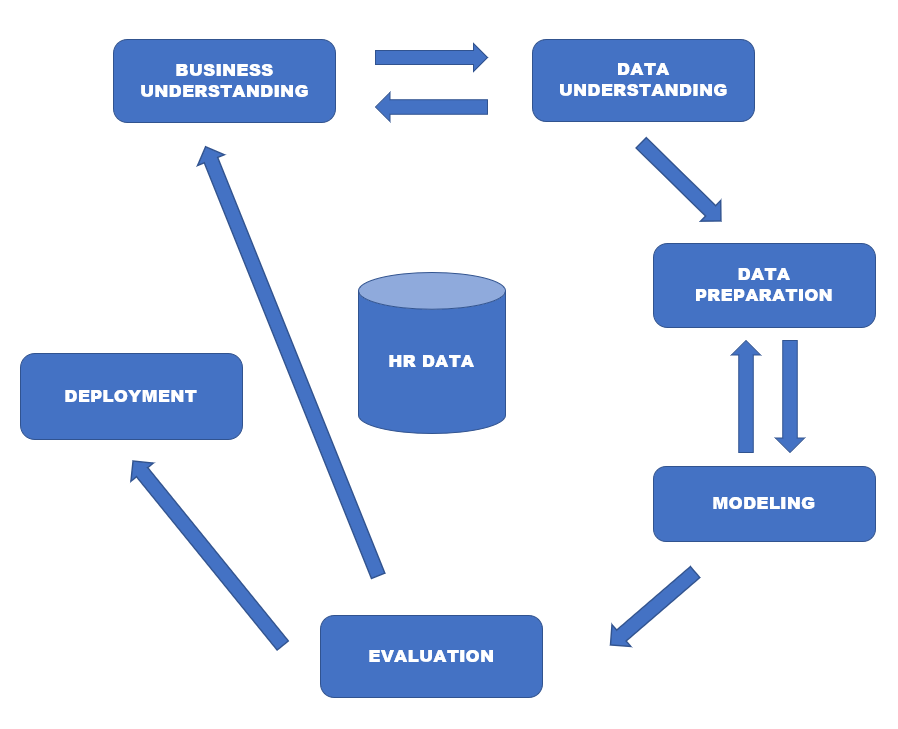 BUSINESS
UNDERSTANDING
DATA
UNDERSTANDING
DATA
PREPARATION
HR DATA
DEPLOYMENT
MODELING
EVALUATION